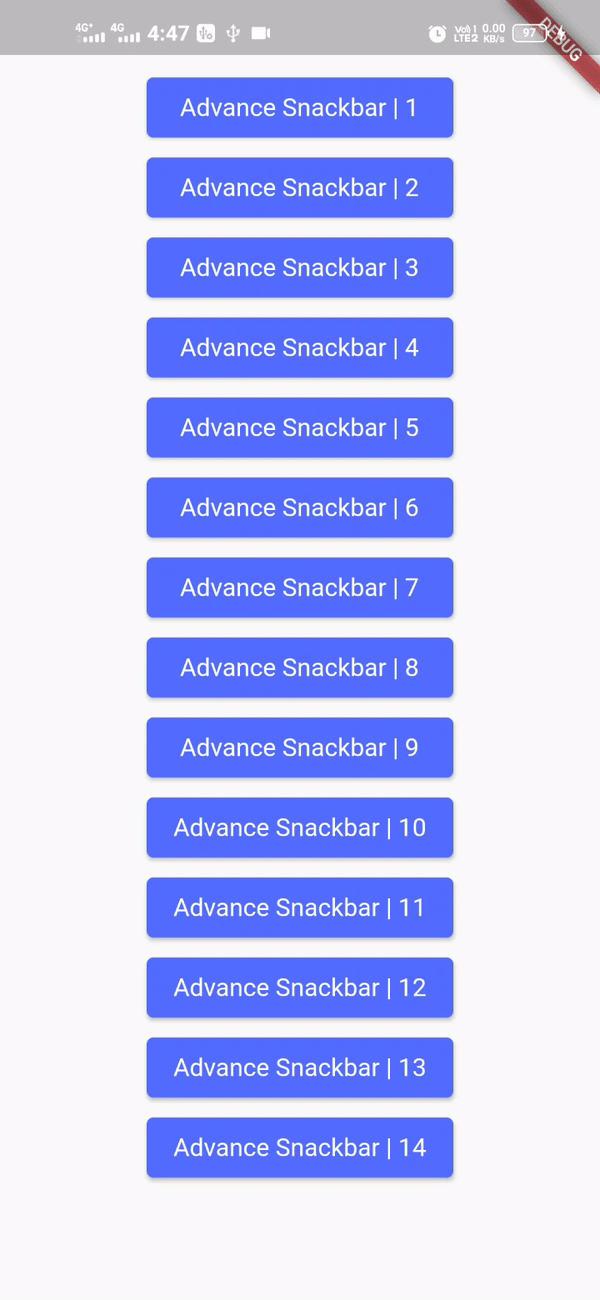 4G+ 4G 4:47 Vo) 1 LTE2 0.00 KB/s 97
DEBUG
Advance Snackbar | 1
Advance Snackbar | 2
Advance Snackbar | 3
Advance Snackbar | 4
Advance Snackbar | 5
Advance Snackbar | 6
Advance Snackbar | 7
Advance Snackbar | 8
Advance Snackbar | 9
Advance Snackbar | 10
Advance Snackbar | 11
Advance Snackbar | 12
Advance Snackbar | 13
Advance Snackbar | 14